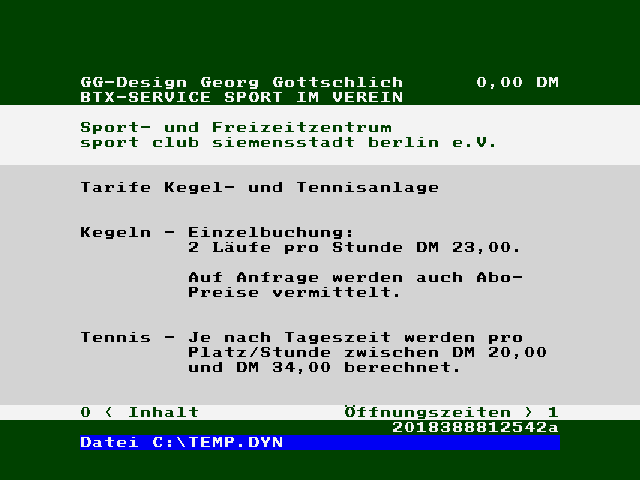 GG-Design Georg Gottschlich 0,00 DM
BTX-SERVICE SPORT IM VEREIN
Sport- und Freizeitzentrum
sport club siemensstadt berlin e.V.
Tarife Kegel- und Tennisanlage
Kegeln - Einzelbuchung:
2 Läufe pro Stunde DM 23,00.
Auf Anfrage werden auch Abo-
Preise vermittelt.
Tennis - Je nach Tageszeit werden pro
Platz/Stunde zwischen DM 20,00
und DM 34,00 berechnet.
0 < Inhalt Öffnungszeiten > 1
2018388812542a
Datei C:\TEMP.DYN